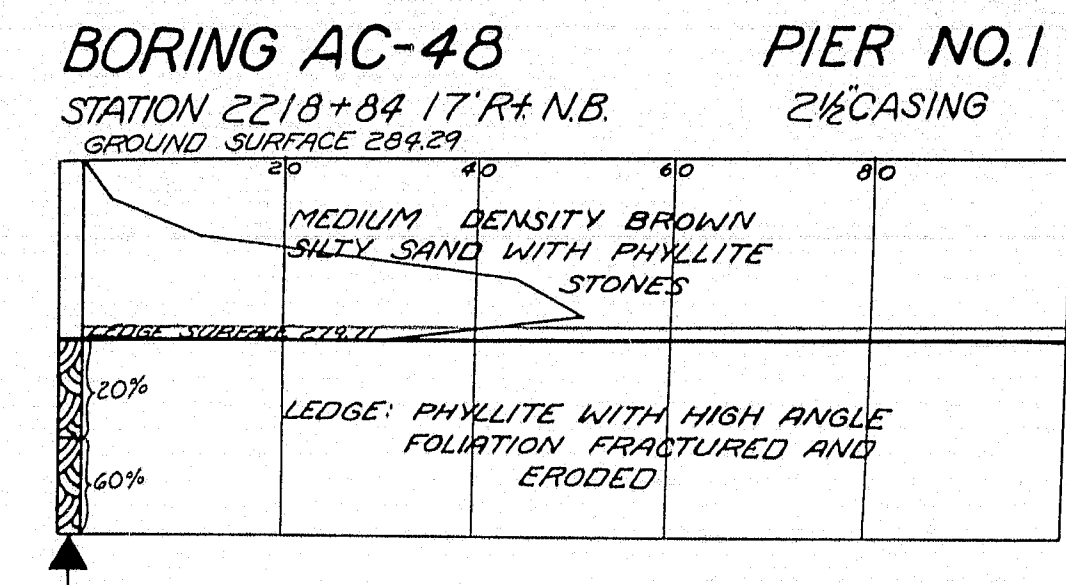 BORING AC-48
PIER NO.1
STATION 2218+84 17'Rt. N.B.
2½"CASING
GROUND SURFACE 284.29
20 40 60 80
MEDIUM DENSITY BROWN
SILTY SAND WITH PHYLLITE
STONES
LEDGE SURFACE 279.71
20%
LEDGE: PHYLLITE WITH HIGH ANGLE
FOLIATION FRACTURED AND
ERODED
60%